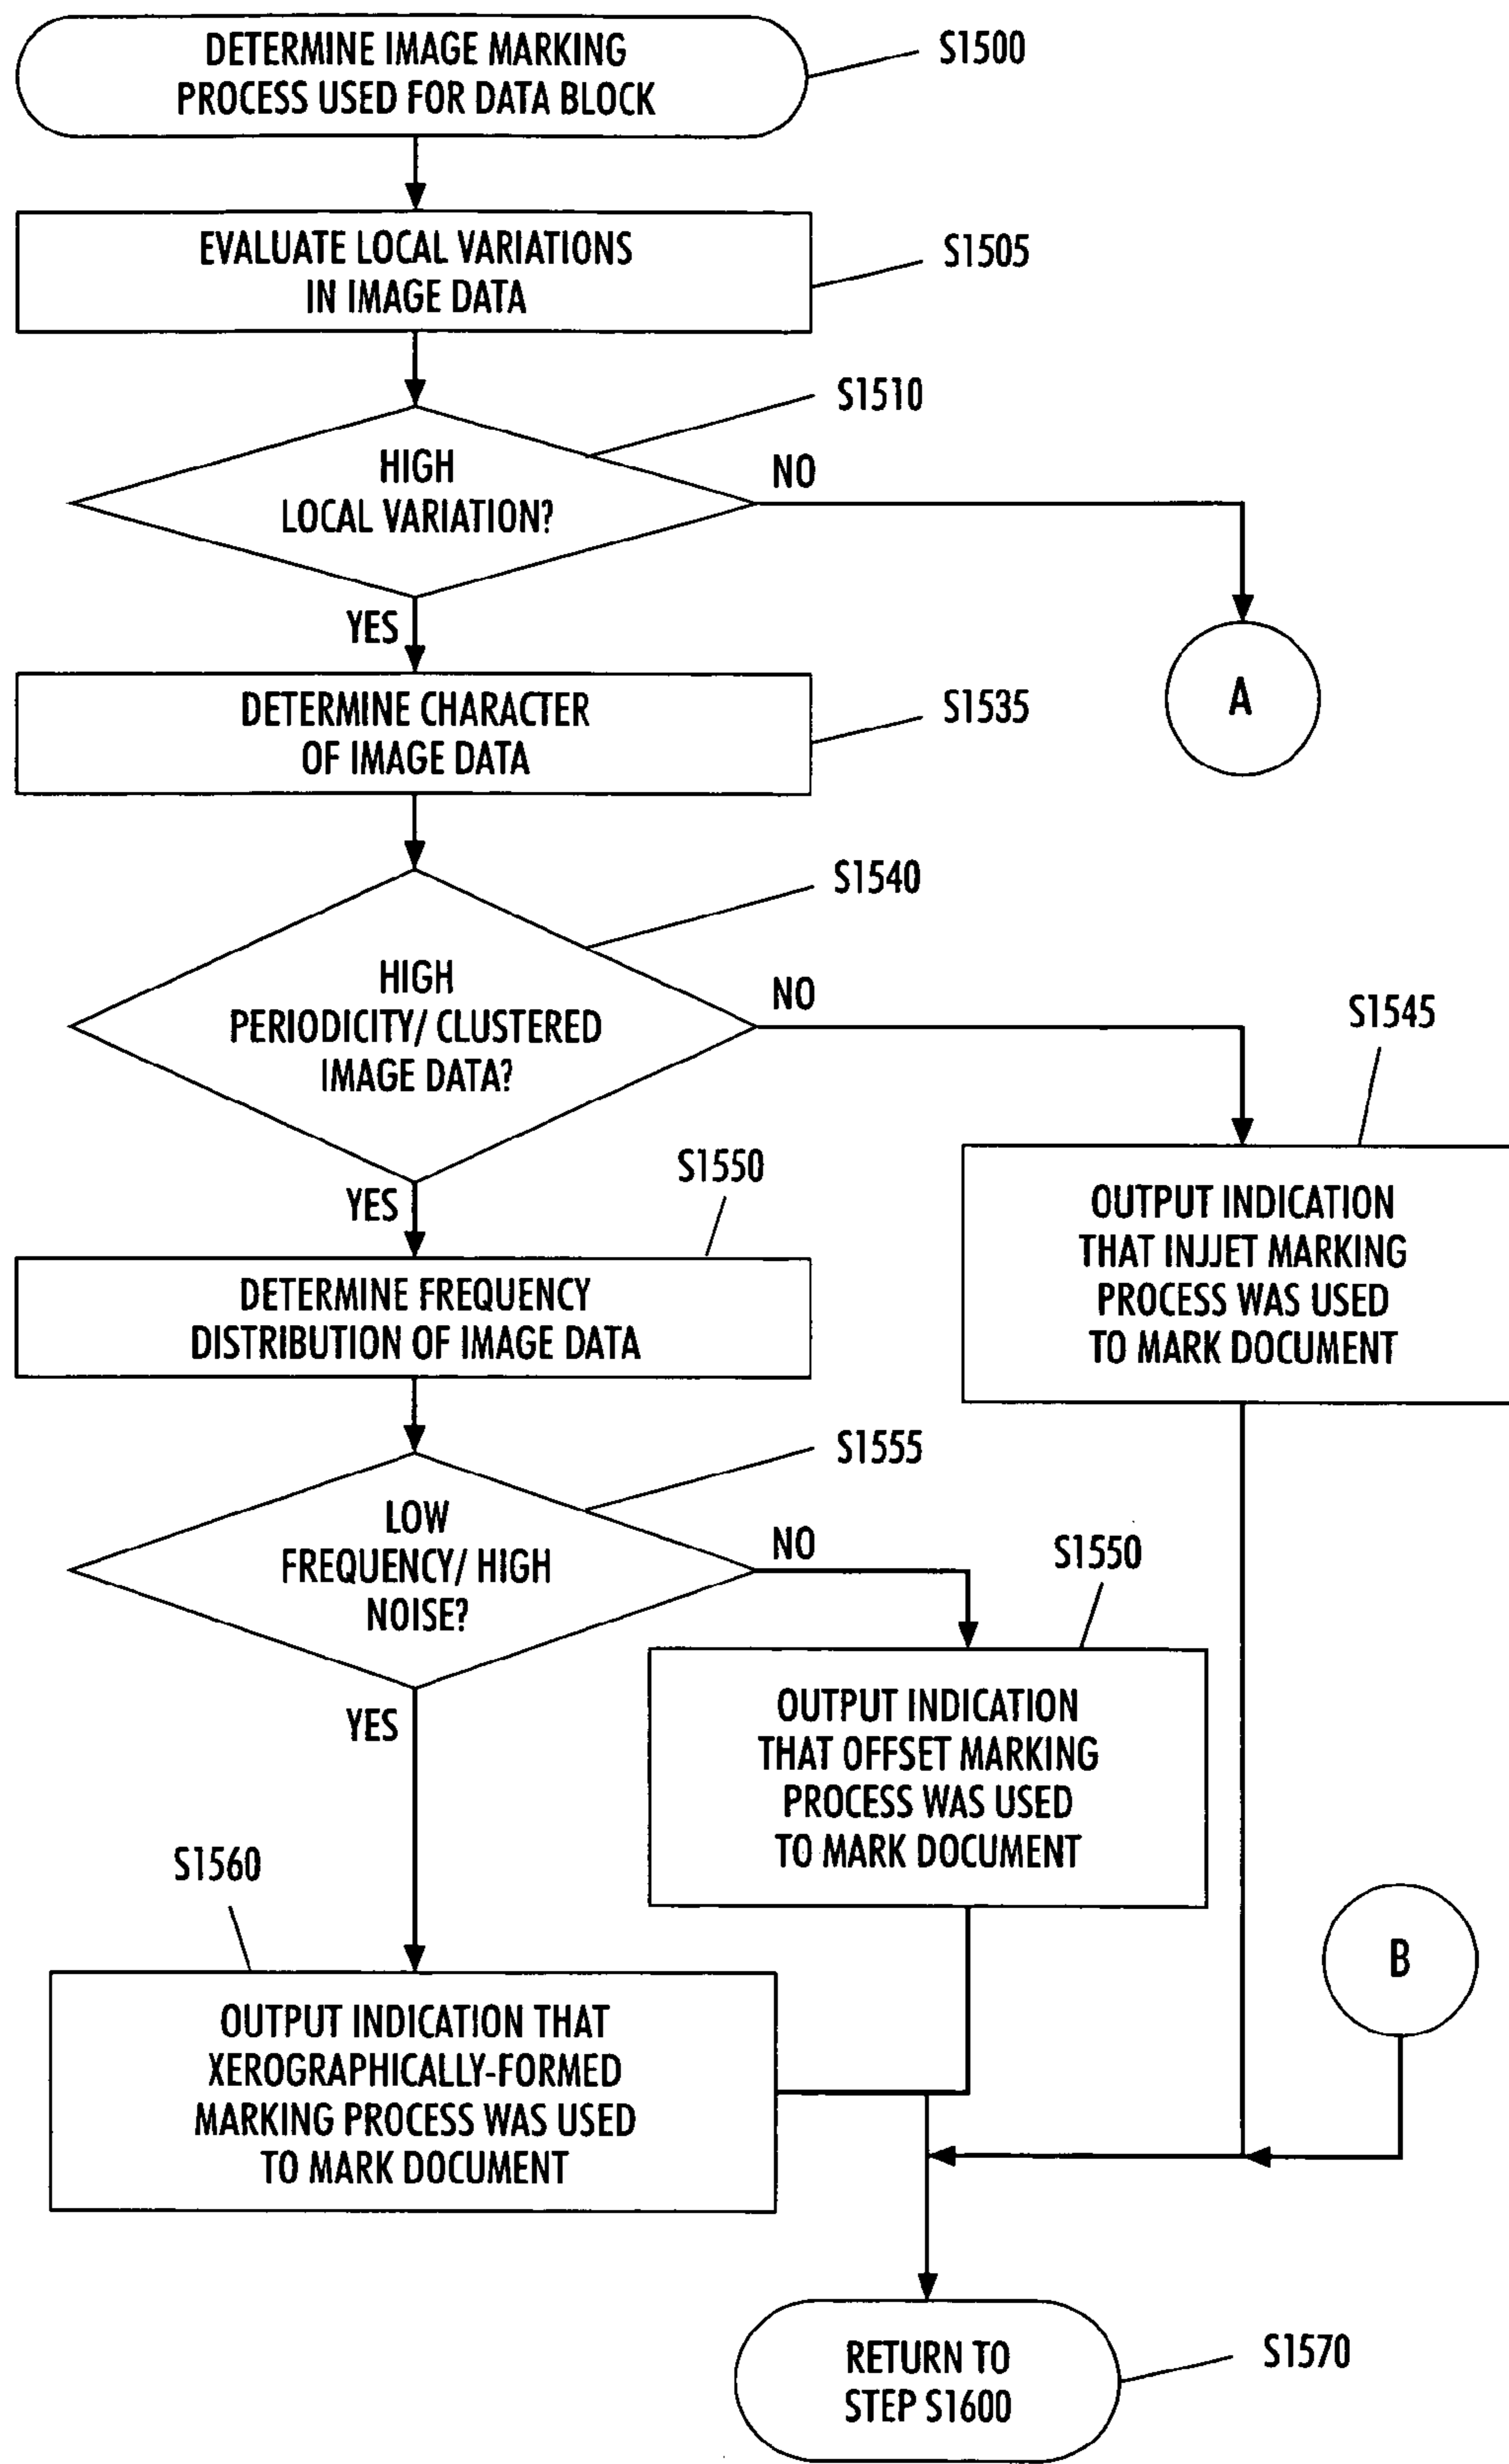 DETERMINE IMAGE MARKING
PROCESS USED FOR DATA BLOCK
S1500
EVALUATE LOCAL VARIATIONS
IN IMAGE DATA
S1505
S1510
HIGH
LOCAL VARIATION?
NO
YES
A
DETERMINE CHARACTER
OF IMAGE DATA
S1535
S1540
HIGH
PERIODICITY/ CLUSTERED
IMAGE DATA?
NO
YES
S1545
OUTPUT INDICATION
THAT INJJET MARKING
PROCESS WAS USED
TO MARK DOCUMENT
S1550
DETERMINE FREQUENCY
DISTRIBUTION OF IMAGE DATA
S1555
LOW
FREQUENCY/ HIGH
NOISE?
NO
YES
S1550
OUTPUT INDICATION
THAT OFFSET MARKING
PROCESS WAS USED
TO MARK DOCUMENT
S1560
OUTPUT INDICATION THAT
XEROGRAPHICALLY-FORMED
MARKING PROCESS WAS USED
TO MARK DOCUMENT
B
RETURN TO
STEP S1600
S1570